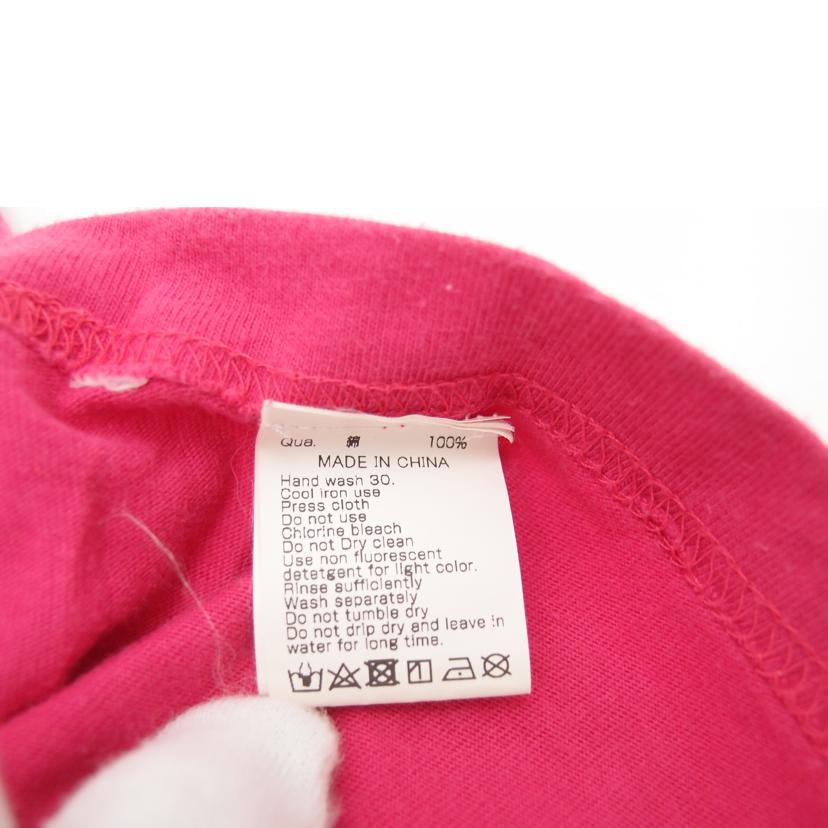 Qua. 綿 100%
MADE IN CHINA
Hand wash 30.
Cool iron use
Press cloth
Do not use
Chlorine bleach
Do not Dry clean
Use non fluorescent
detetgent for light color.
Rinse sufficiently
Wash separately
Do not tumble dry
Do not drip dry and leave in
water for long time.